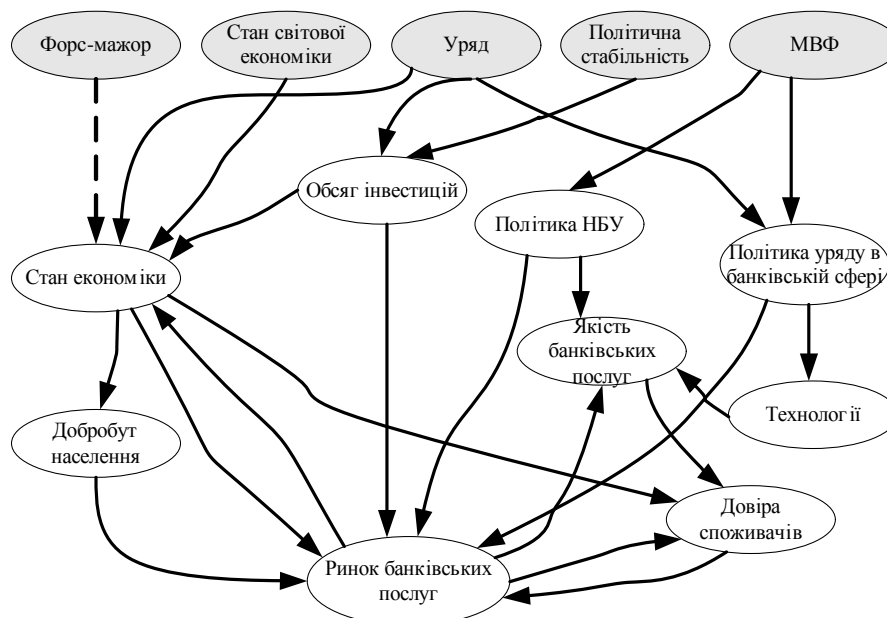 Форс-мажор
Стан світової
економіки
Уряд
Політична
стабільність
МВФ
Обсяг інвестицій
Політика НБУ
Політика уряду в
банківській сфері
Стан економіки
Якість
банківських
послуг
Технології
Добробут
населення
Довіра
споживачів
Ринок банківських
послуг